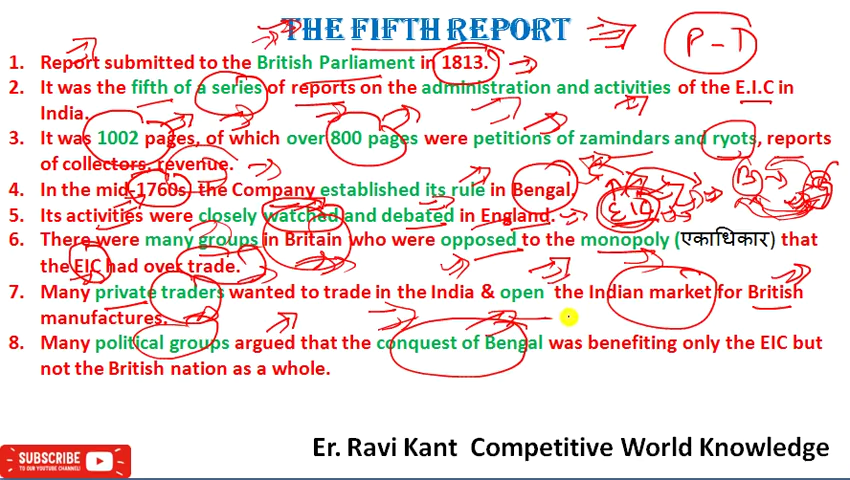 THE FIFTH REPORT
P-T
1. Report submitted to the British Parliament in 1813.
2. It was the fifth of a series of reports on the administration and activities of the E.I.C in
India.
3. It was 1002 pages, of which over 800 pages were petitions of zamindars and ryots, reports
of collectors, revenue.
4. In the mid-1760s the Company established its rule in Bengal.
B
EIC
5. Its activities were closely watched and debated in England.
6. There were many groups in Britain who were opposed to the monopoly (एकाधिकार) that
the EIC had over trade.
7. Many private traders wanted to trade in the India & open the Indian market for British
manufactures.
8. Many political groups argued that the conquest of Bengal was benefiting only the EIC but
not the British nation as a whole.
Er. Ravi Kant Competitive World Knowledge
SUBSCRIBE
TO OUR YOUTUBE CHANNEL!